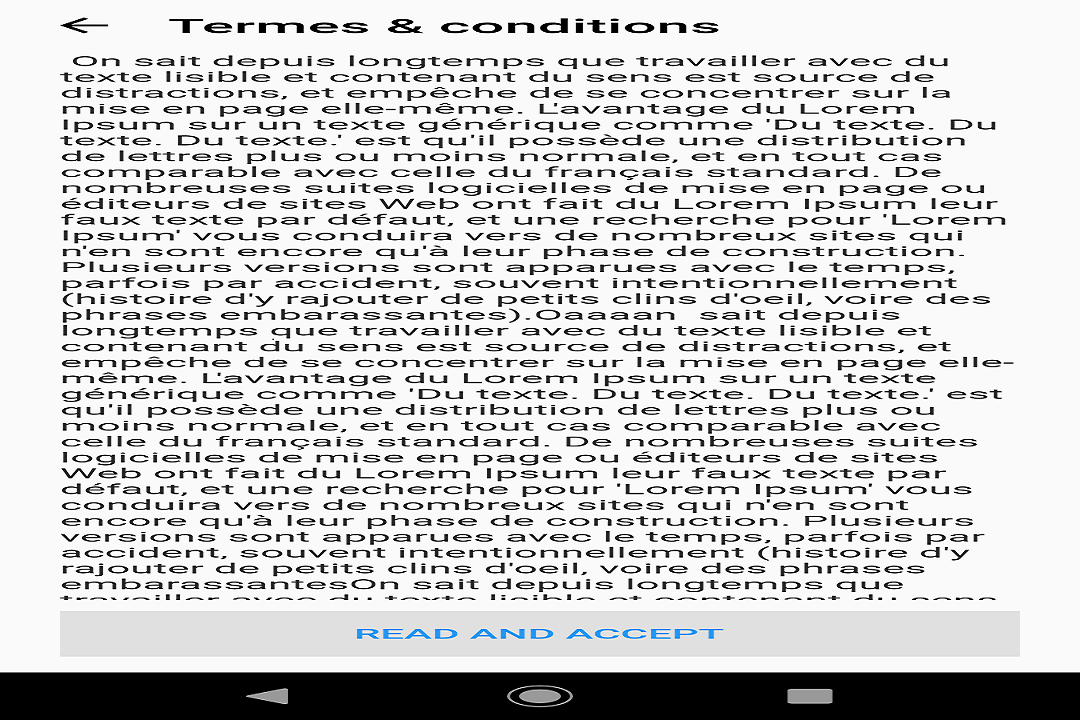 Termes & conditions
On sait depuis longtemps que travailler avec du
texte lisible et contenant du sens est source de
distractions, et empêche de se concentrer sur la
mise en page elle-même. L'avantage du Lorem
Ipsum sur un texte générique comme 'Du texte. Du
texte. Du texte.' est qu'il possède une distribution
de lettres plus ou moins normale, et en tout cas
comparable avec celle du français standard. De
nombreuses suites logicielles de mise en page ou
éditeurs de sites Web ont fait du Lorem Ipsum leur
faux texte par défaut, et une recherche pour 'Lorem
Ipsum' vous conduira vers de nombreux sites qui
n'en sont encore qu'à leur phase de construction.
Plusieurs versions sont apparues avec le temps,
parfois par accident, souvent intentionnellement
(histoire d'y rajouter de petits clins d'oeil, voire des
phrases embarassantes).Oaaaan  sait depuis
longtemps que travailler avec du texte lisible et
contenant du sens est source de distractions, et
empêche de se concentrer sur la mise en page elle-
même. L'avantage du Lorem Ipsum sur un texte
générique comme 'Du texte. Du texte. Du texte.' est
qu'il possède une distribution de lettres plus ou
moins normale, et en tout cas comparable avec
celle du français standard. De nombreuses suites
logicielles de mise en page ou éditeurs de sites
Web ont fait du Lorem Ipsum leur faux texte par
défaut, et une recherche pour 'Lorem Ipsum' vous
conduira vers de nombreux sites qui n'en sont
encore qu'à leur phase de construction. Plusieurs
versions sont apparues avec le temps, parfois par
accident, souvent intentionnellement (histoire d'y
rajouter de petits clins d'oeil, voire des phrases
embarassantesOn sait depuis longtemps que
travailler avec du texte lisible et contenant du sens
READ AND ACCEPT